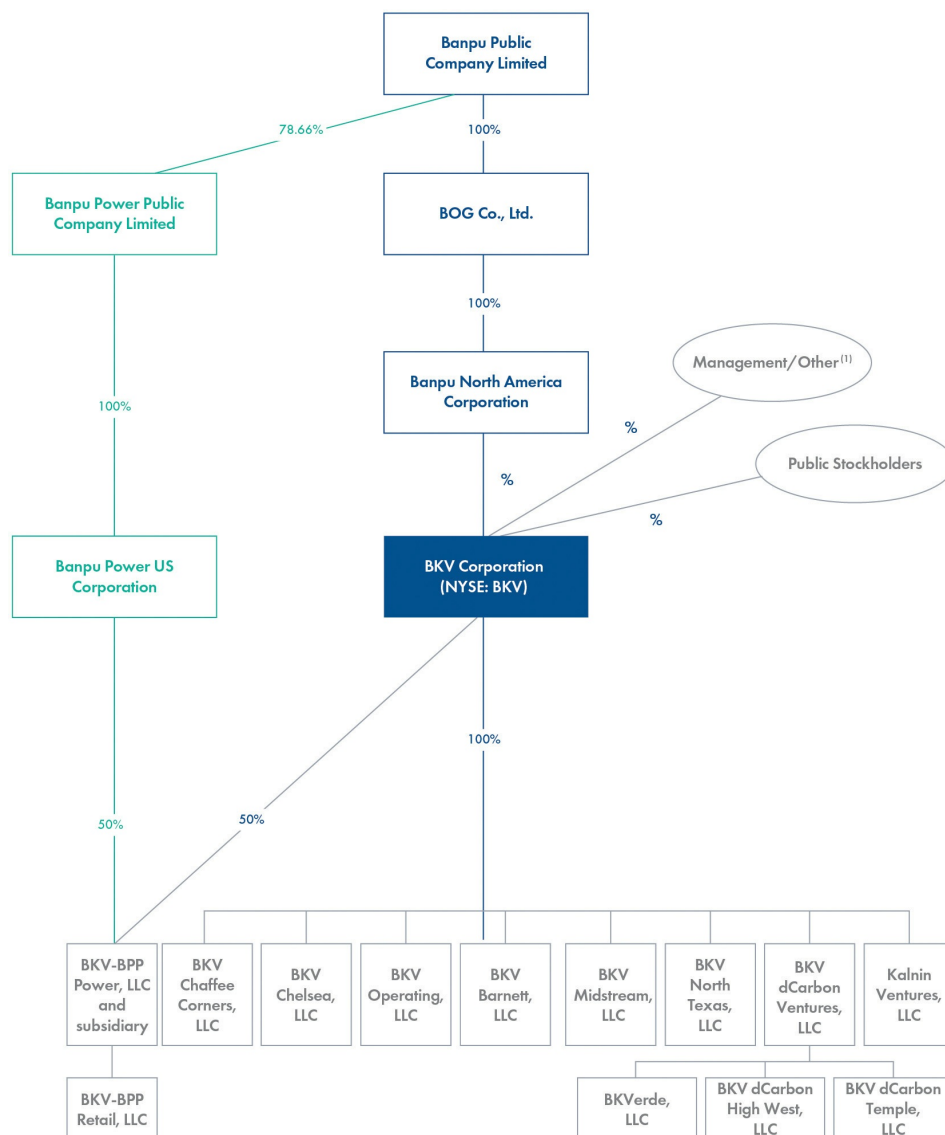 Banpu Public
Company Limited
78.66%
100%
Banpu Power Public
Company Limited
BOG Co., Ltd.
100%
Management/Other (1)
Banpu North America
Corporation
100%
%
Public Stockholders
%
%
Banpu Power US
Corporation
BKV Corporation
(NYSE: BKV)
100%
50%
50%
BKV-BPP
Power, LLC
and
subsidiary
BKV
Chaffee
Corners,
LLC
BKV
Chelsea,
LLC
BKV
Operating,
LLC
BKV
Barnett,
LLC
BKV
Midstream,
LLC
BKV
North
Texas,
LLC
BKV
dCarbon
Ventures,
LLC
Kalnin
Ventures,
LLC
BKV-BPP
Retail, LLC
BKVerde,
LLC
BKV dCarbon
High West,
LLC
BKV dCarbon
Temple,
LLC